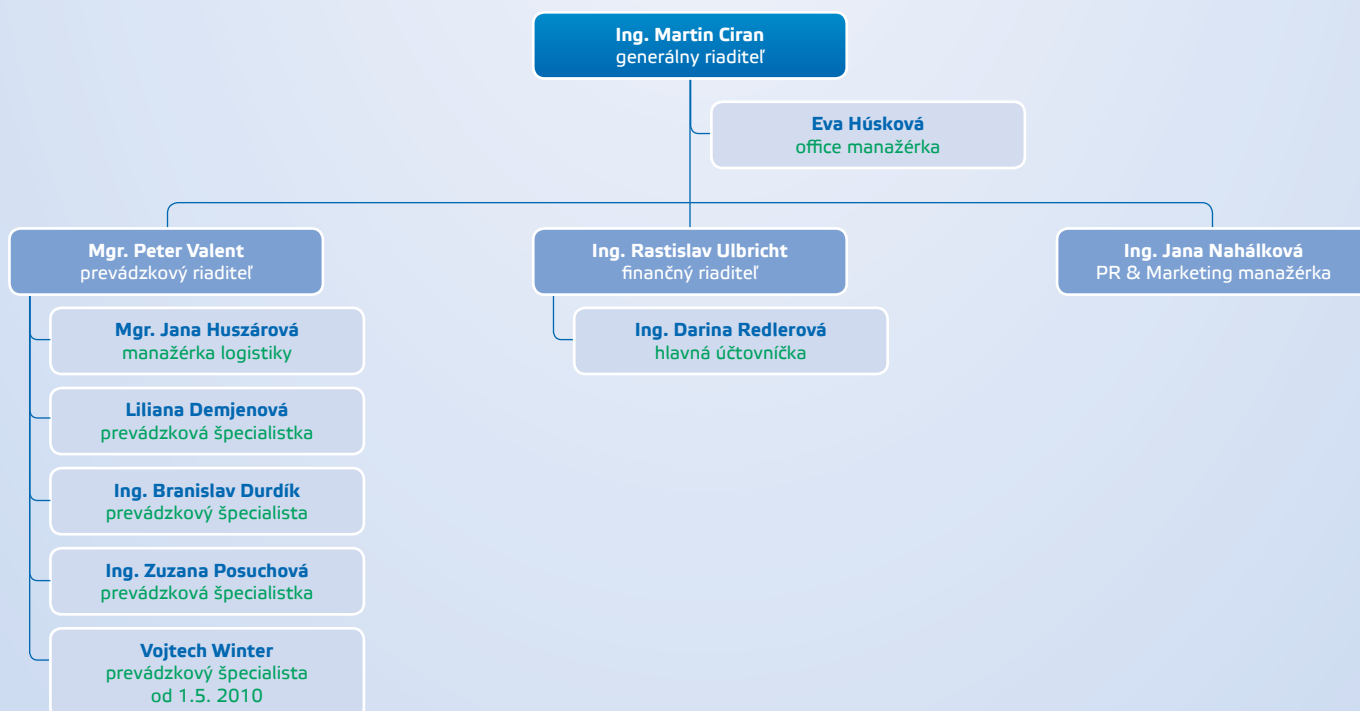 Ing. Martin Ciran
generálny riaditeľ
Eva Húsková
office manažérka
Mgr. Peter Valent
prevádzkový riaditeľ
Ing. Rastislav Ulbricht
finančný riaditeľ
Ing. Jana Nahálková
PR & Marketing manažérka
Mgr. Jana Huszárová
manažérka logistiky
Ing. Darina Redlerová
hlavná účtovníčka
Liliana Demjenová
prevádzková špecialistka
Ing. Branislav Durdík
prevádzkový špecialista
Ing. Zuzana Posuchová
prevádzková špecialistka
Vojtech Winter
prevádzkový špecialista
od 1.5. 2010